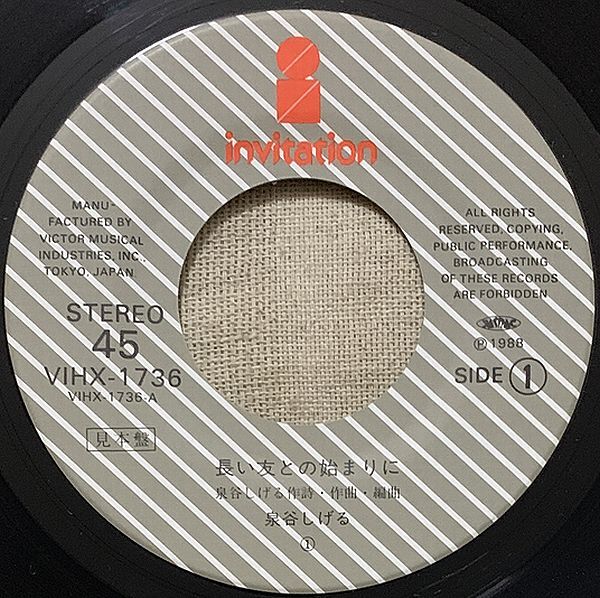 invitation
MANU-
FACTURED BY
VICTOR MUSICAL
INDUSTRIES, INC.,
TOKYO, JAPAN
ALL RIGHTS
RESERVED, COPYING,
PUBLIC PERFORMANCE,
BROADCASTING
OF THESE RECORDS
ARE FORBIDDEN
STEREO
45
VIHX-1736
VIHX-1736-A
℗1988
SIDE 1
見本盤
長い友との始まりに
泉谷しげる作詩・作曲・編曲
泉谷しげる
①